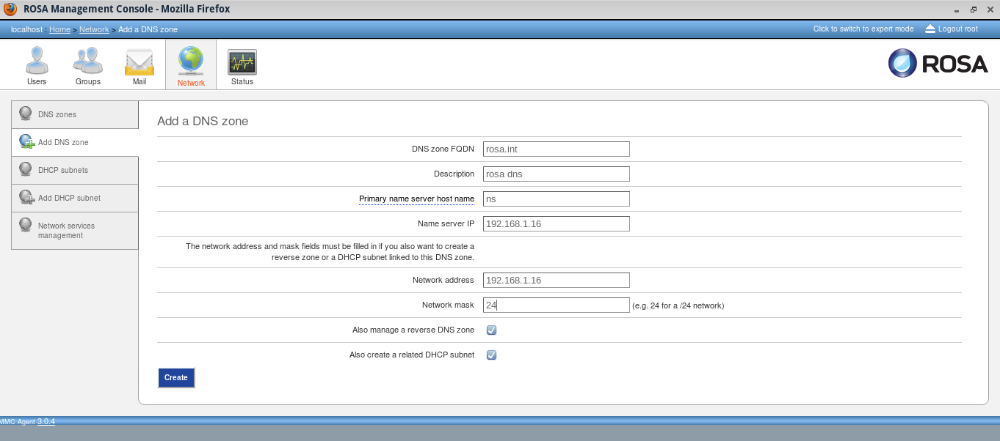 ROSA Management Console - Mozilla Firefox
localhost : Home > Network > Add a DNS zone
Click to switch to expert mode
Logout root
Users
Groups
Mail
Network
Status
ROSA
DNS zones
Add DNS zone
DHCP subnets
Add DHCP subnet
Network services
management
Add a DNS zone
DNS zone FQDN rosa.int
Description rosa dns
Primary name server host name ns
Name server IP 192.168.1.16
The network address and mask fields must be filled in if you also want to create a
reverse zone or a DHCP subnet linked to this DNS zone.
Network address 192.168.1.16
Network mask 24 (e.g. 24 for a /24 network)
Also manage a reverse DNS zone
Also create a related DHCP subnet
Create
MMC Agent 3.0.4